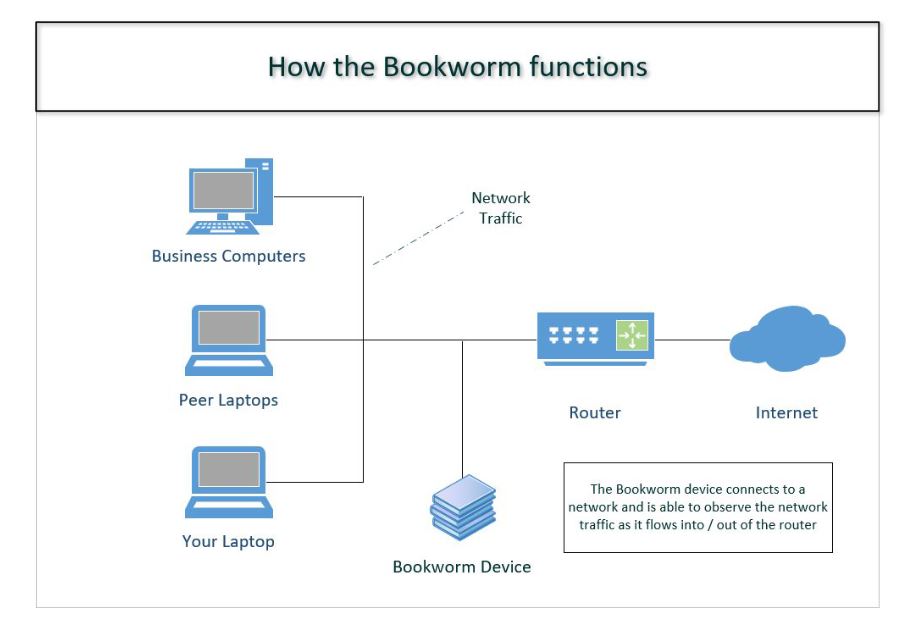 How the Bookworm functions
Network
Traffic
Business Computers
Peer Laptops
Router
Internet
The Bookworm device connects to a
network and is able to observe the network
traffic as it flows into / out of the router
Your Laptop
Bookworm Device